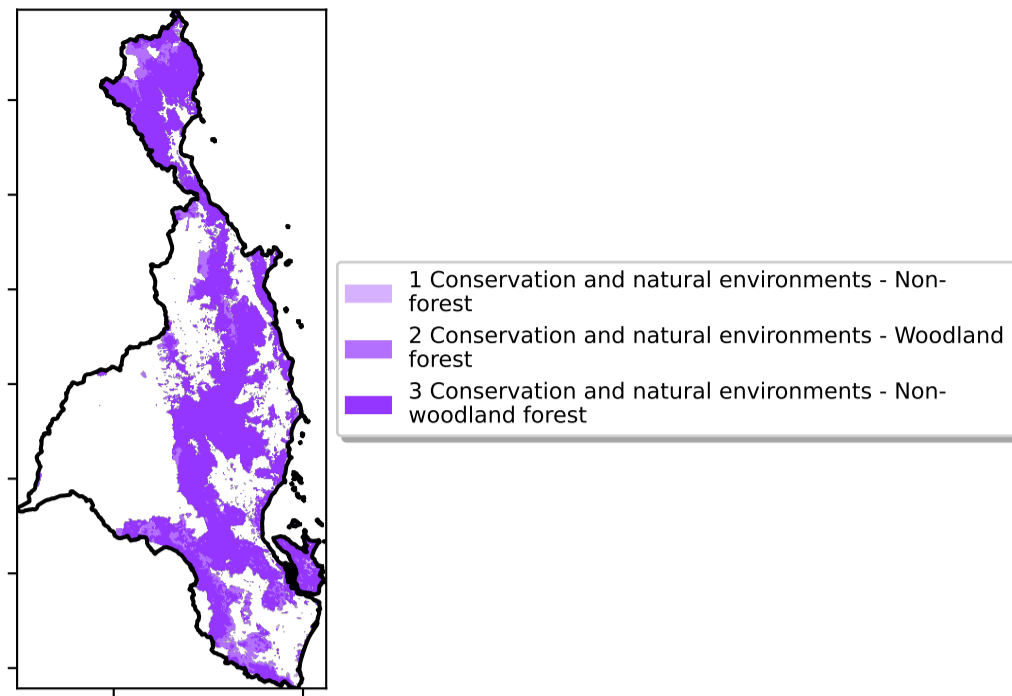 1 Conservation and natural environments - Non-
forest
2 Conservation and natural environments - Woodland
forest
3 Conservation and natural environments - Non-
woodland forest